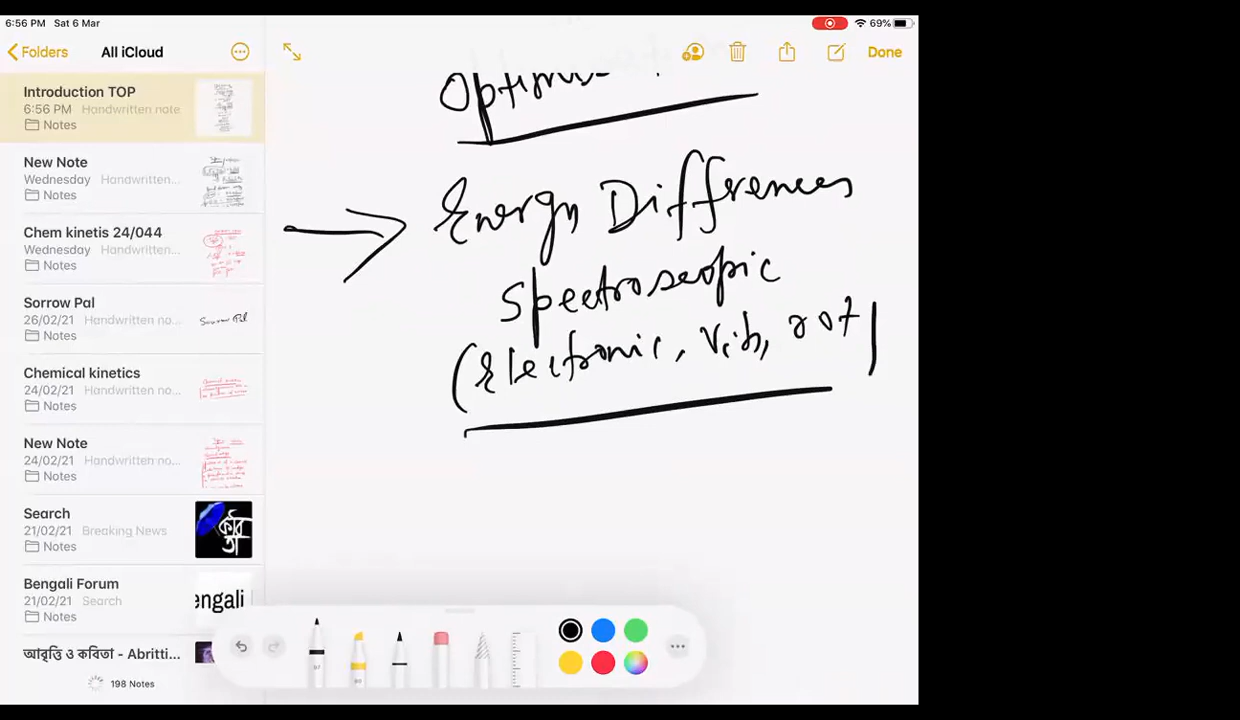 6:56 PM Sat 6 Mar
69%
Folders
All iCloud
Done
Introduction TOP
6:56 PM Handwritten note
Notes
New Note
Wednesday Handwritten...
Notes
Chem kinetis 24/044
Wednesday Handwritten...
Notes
Sorrow Pal
26/02/21 Handwritten no...
Notes
Chemical kinetics
24/02/21 Handwritten no...
Notes
New Note
24/02/21 Handwritten no...
Notes
Search
21/02/21 Breaking News
Notes
কবিতা
Bengali Forum
21/02/21 Search
Notes
engali
আবৃত্তি ও কবিতা - Abritti...
198 Notes
Energy Differences
Spectroscopic
(Electronic, Vib, rot)